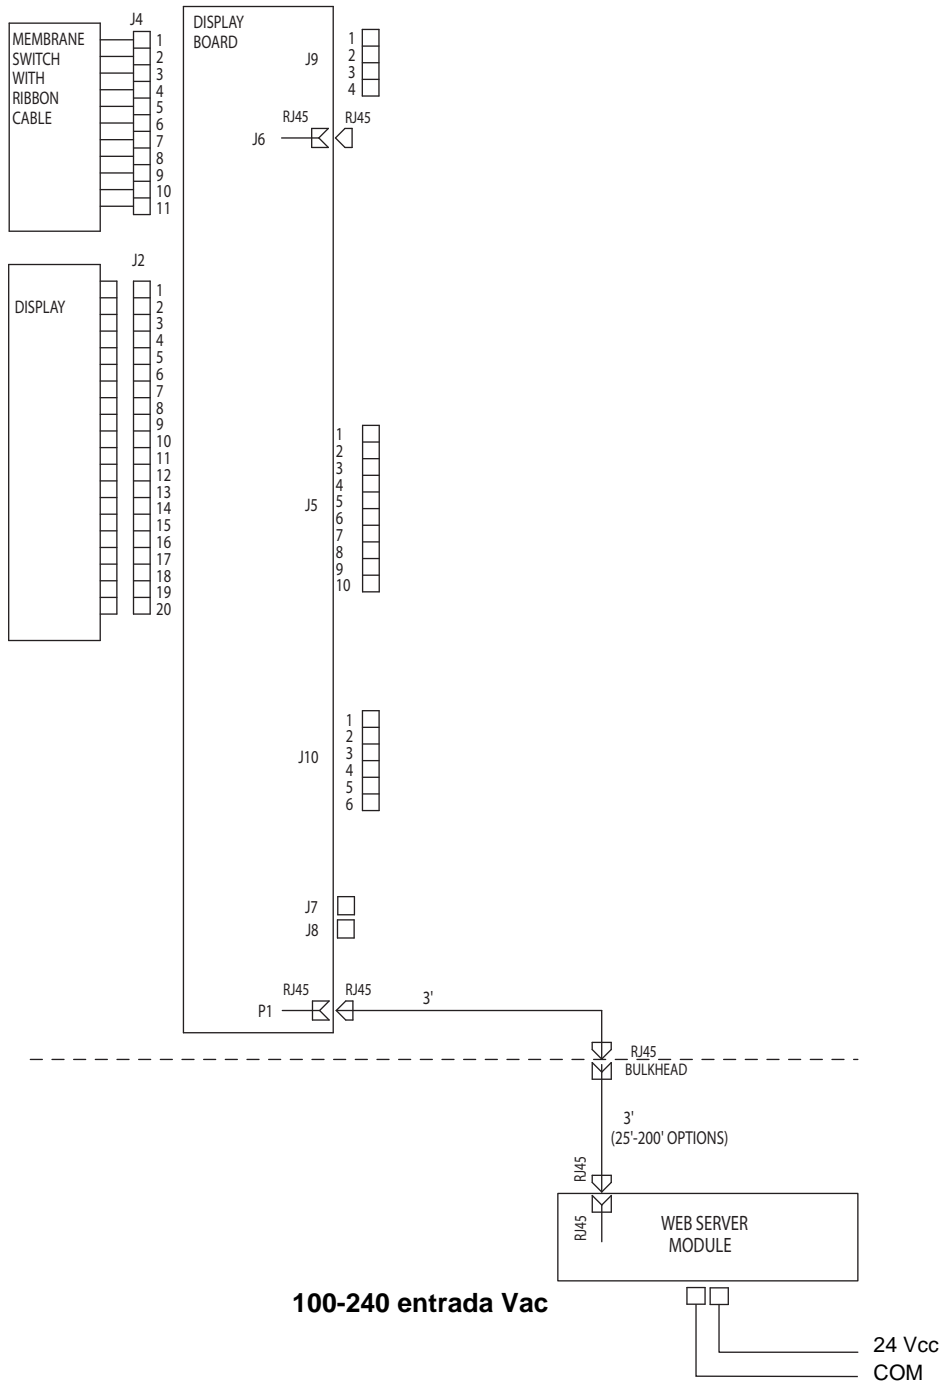 J4
MEMBRANE
SWITCH
WITH
RIBBON
CABLE
1
2
3
4
5
6
7
8
9
10
11
DISPLAY
BOARD
J9
1
2
3
4
RJ45
RJ45
J6
J2
DISPLAY
1
2
3
4
5
6
7
8
9
10
11
12
13
14
15
16
17
18
19
20
J5
1
2
3
4
5
6
7
8
9
10
J10
1
2
3
4
5
6
J7
J8
RJ45
RJ45
P1
3'
RJ45
BULKHEAD
3'
(25'-200' OPTIONS)
RJ45
RJ45
WEB SERVER
MODULE
100-240 entrada Vac
24 Vcc
COM